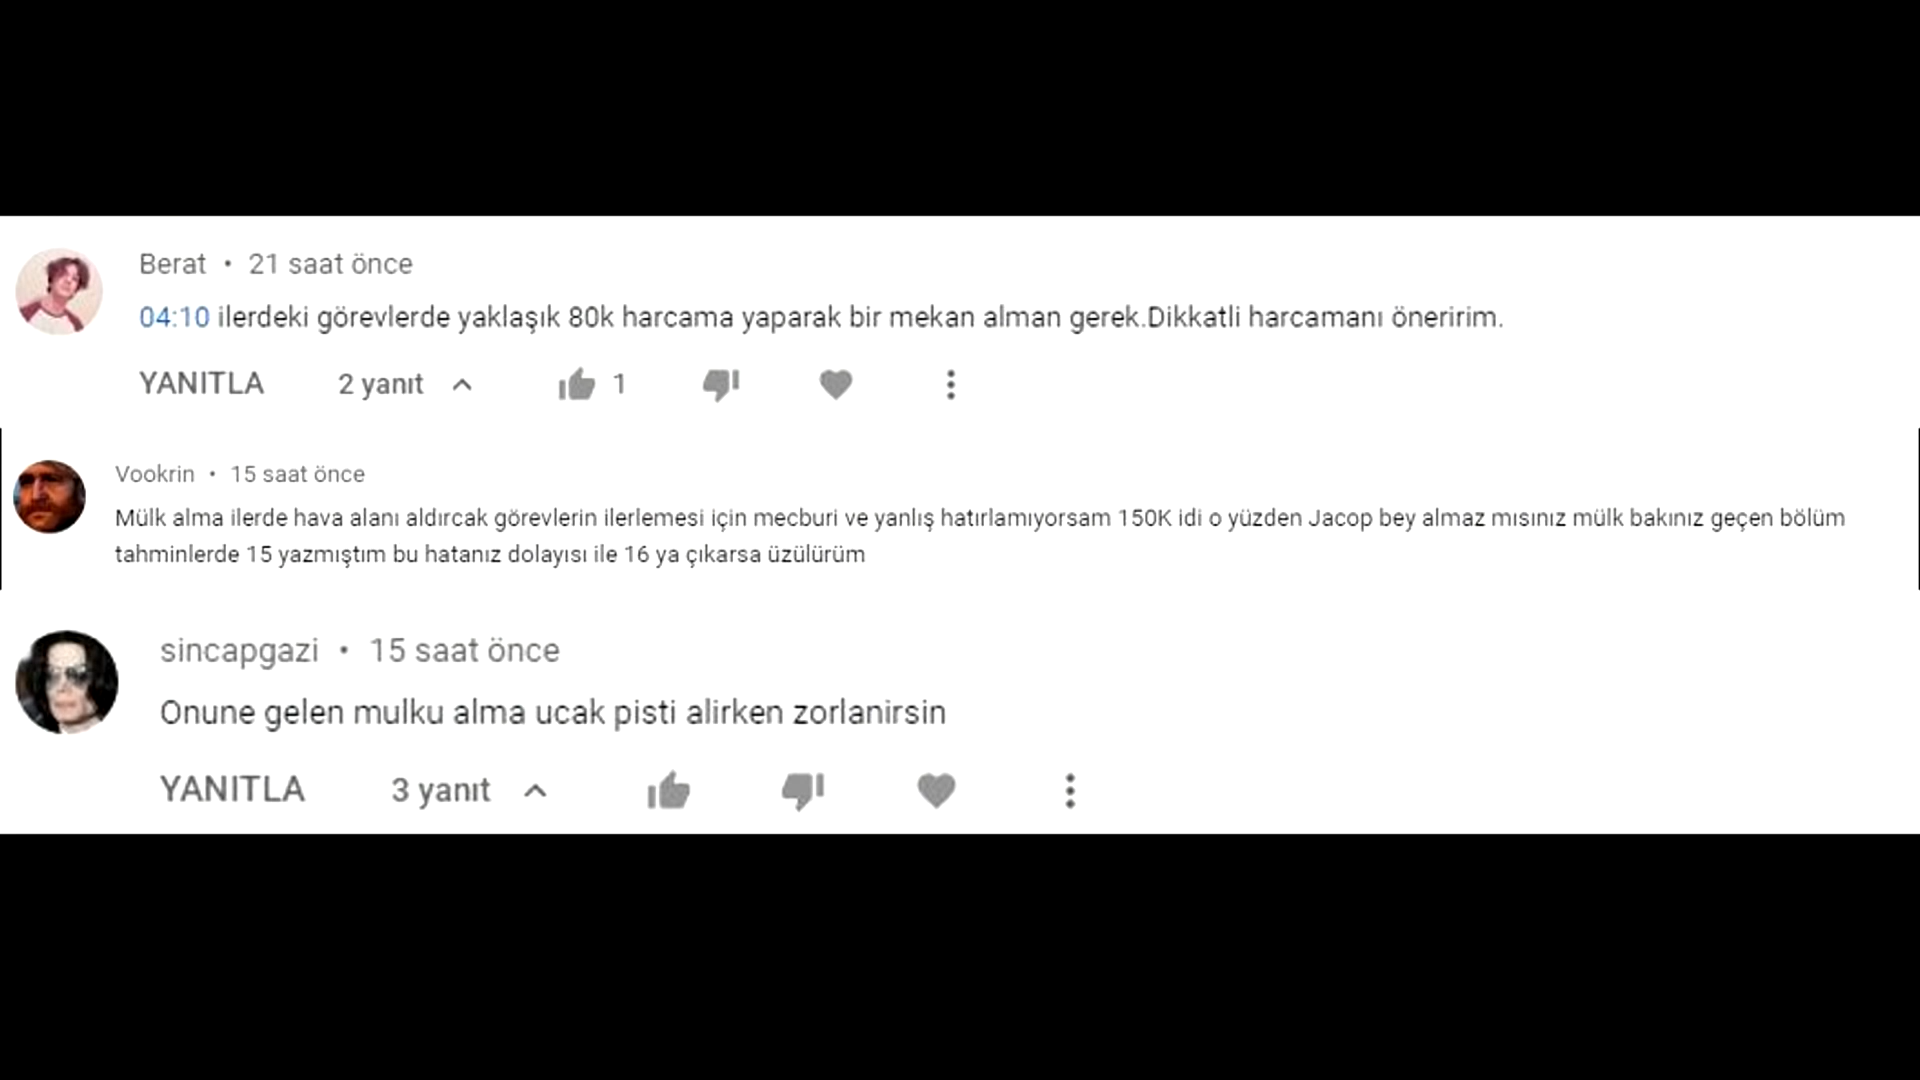 Berat • 21 saat önce
04:10 ilerdeki görevlerde yaklaşık 80k harcama yaparak bir mekan alman gerek.Dikkatli harcamanı öneririm.
YANITLA 2 yanıt 1
Vookrin • 15 saat önce
Mülk alma ilerde hava alanı aldırcak görevlerin ilerlemesi için mecburi ve yanlış hatırlamıyorsam 150K idi o yüzden Jacop bey almaz mısınız mülk bakınız geçen bölüm
tahminlerde 15 yazmıştım bu hatanız dolayısı ile 16 ya çıkarsa üzülürüm
sincapgazi • 15 saat önce
Onune gelen mulku alma ucak pisti alirken zorlanirsin
YANITLA 3 yanıt